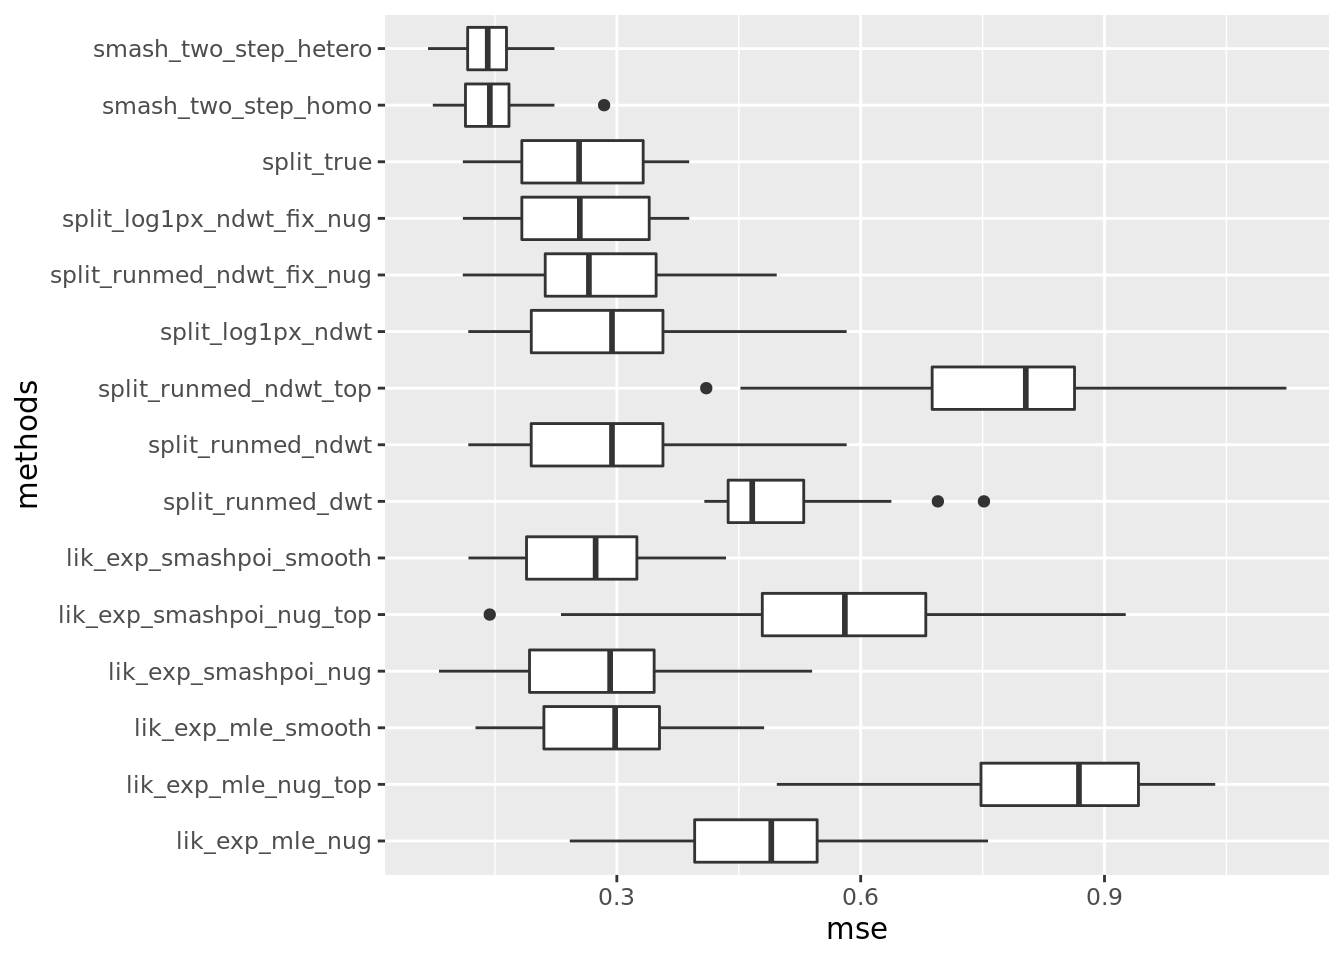 smash_two_step_hetero
smash_two_step_homo
split_true
split_log1px_ndwt_fix_nug
split_runmed_ndwt_fix_nug
split_log1px_ndwt
split_runmed_ndwt_top
split_runmed_ndwt
split_runmed_dwt
lik_exp_smashpoi_smooth
lik_exp_smashpoi_nug_top
lik_exp_smashpoi_nug
lik_exp_mle_smooth
lik_exp_mle_nug_top
lik_exp_mle_nug
methods
0.3 0.6 0.9
mse